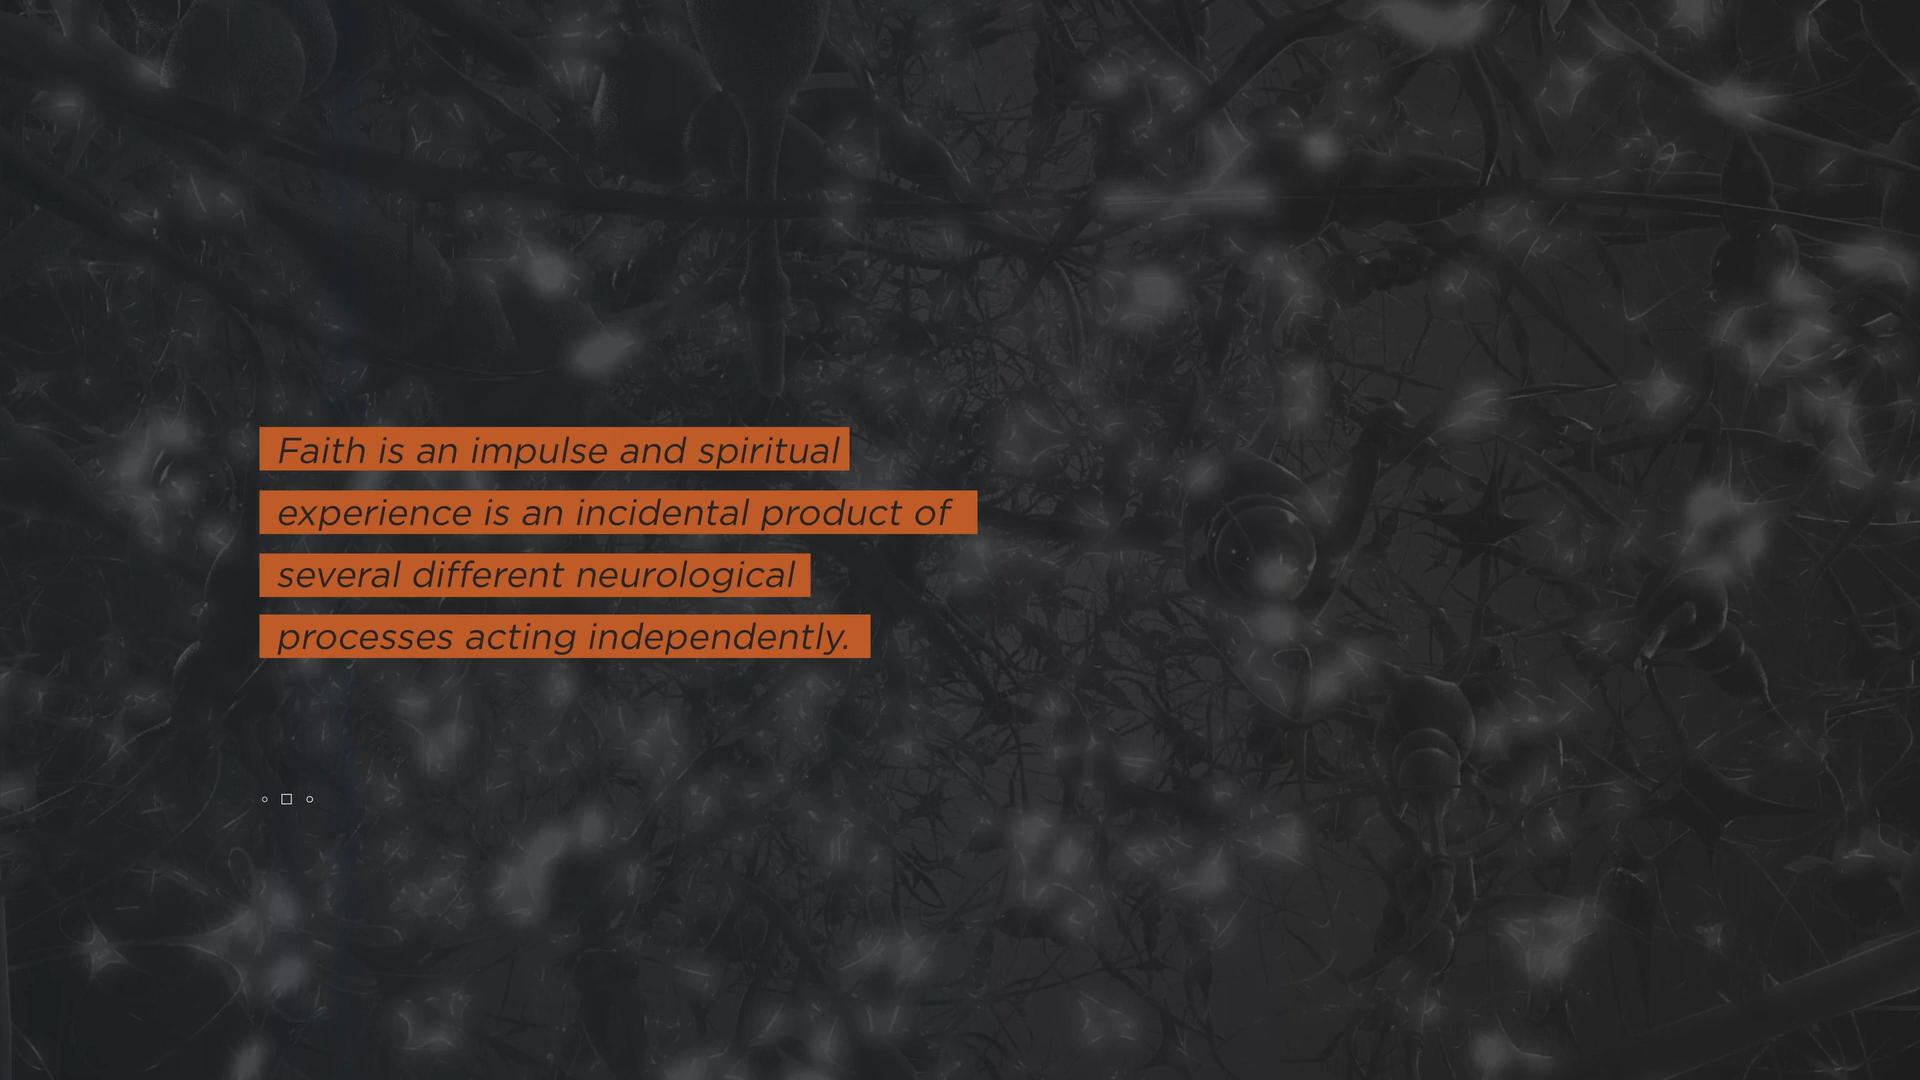 Faith is an impulse and spiritual
experience is an incidental product of
several different neurological
processes acting independently.